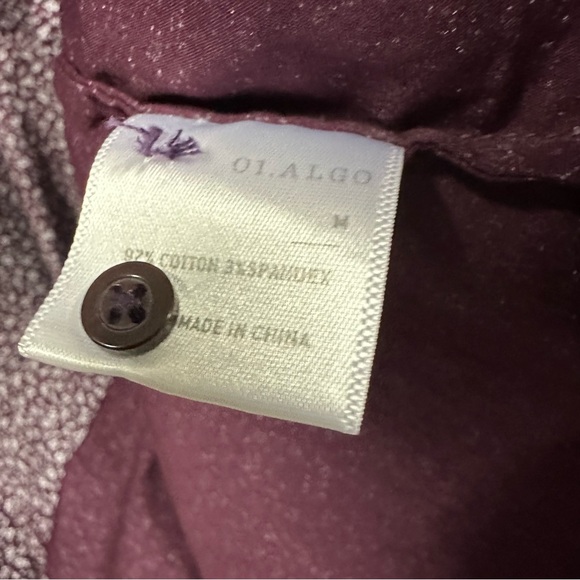 01.ALGO
M
97% COTTON 3%SPANDEX
MADE IN CHINA